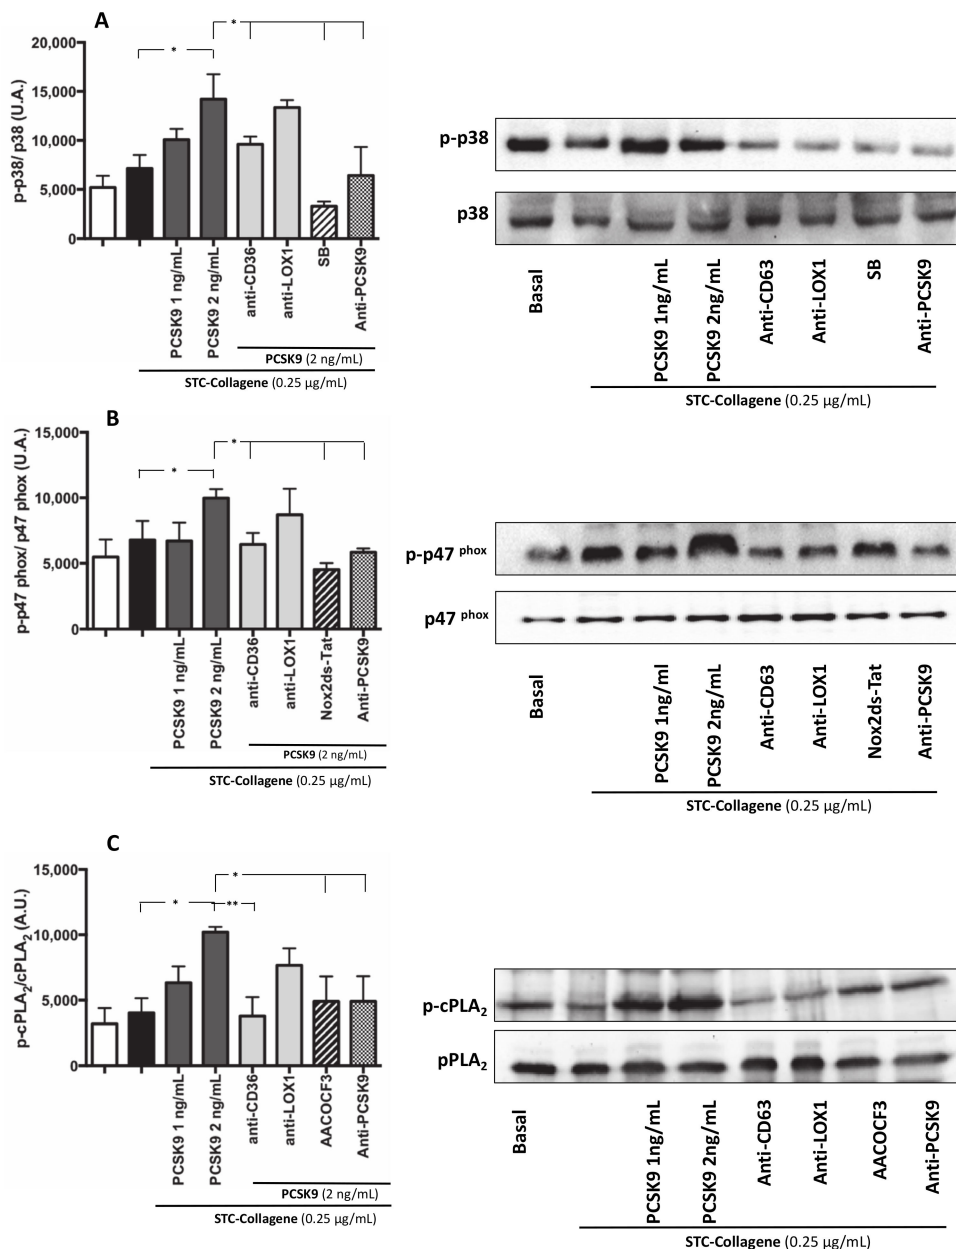 A
*
*
20,000
15,000
10,000
5,000
0
p-p38/ p38 (U.A.)
PCSK9 1 ng/mL
PCSK9 2 ng/mL
anti-CD36
anti-LOX1
SB
Anti-PCSK9
PCSK9 (2 ng/mL)
STC-Collagene (0.25 µg/mL)
p-p38
p38
Basal
PCSK9 1ng/mL
PCSK9 2ng/mL
Anti-CD63
Anti-LOX1
SB
Anti-PCSK9
STC-Collagene (0.25 µg/mL)
B
*
*
15,000
10,000
5,000
0
p-p47 phox/ p47 phox (U.A.)
PCSK9 1 ng/mL
PCSK9 2 ng/mL
anti-CD36
anti-LOX1
Nox2ds-Tat
Anti-PCSK9
PCSK9 (2 ng/mL)
STC-Collagene (0.25 µg/mL)
p-p47 phox
p47 phox
Basal
PCSK9 1ng/ml
PCSK9 2ng/mL
Anti-CD63
Anti-LOX1
Nox2ds-Tat
Anti-PCSK9
STC-Collagene (0.25 µg/mL)
C
*
*
**
15,000
10,000
5,000
0
p-cPLA2/cPLA2 (A.U.)
PCSK9 1 ng/mL
PCSK9 2 ng/mL
anti-CD36
anti-LOX1
AACOCF3
Anti-PCSK9
PCSK9 (2 ng/mL)
STC-Collagene (0.25 µg/mL)
p-cPLA2
pPLA2
Basal
PCSK9 1ng/mL
PCSK9 2ng/mL
Anti-CD63
Anti-LOX1
AACOCF3
Anti-PCSK9
STC-Collagene (0.25 µg/mL)